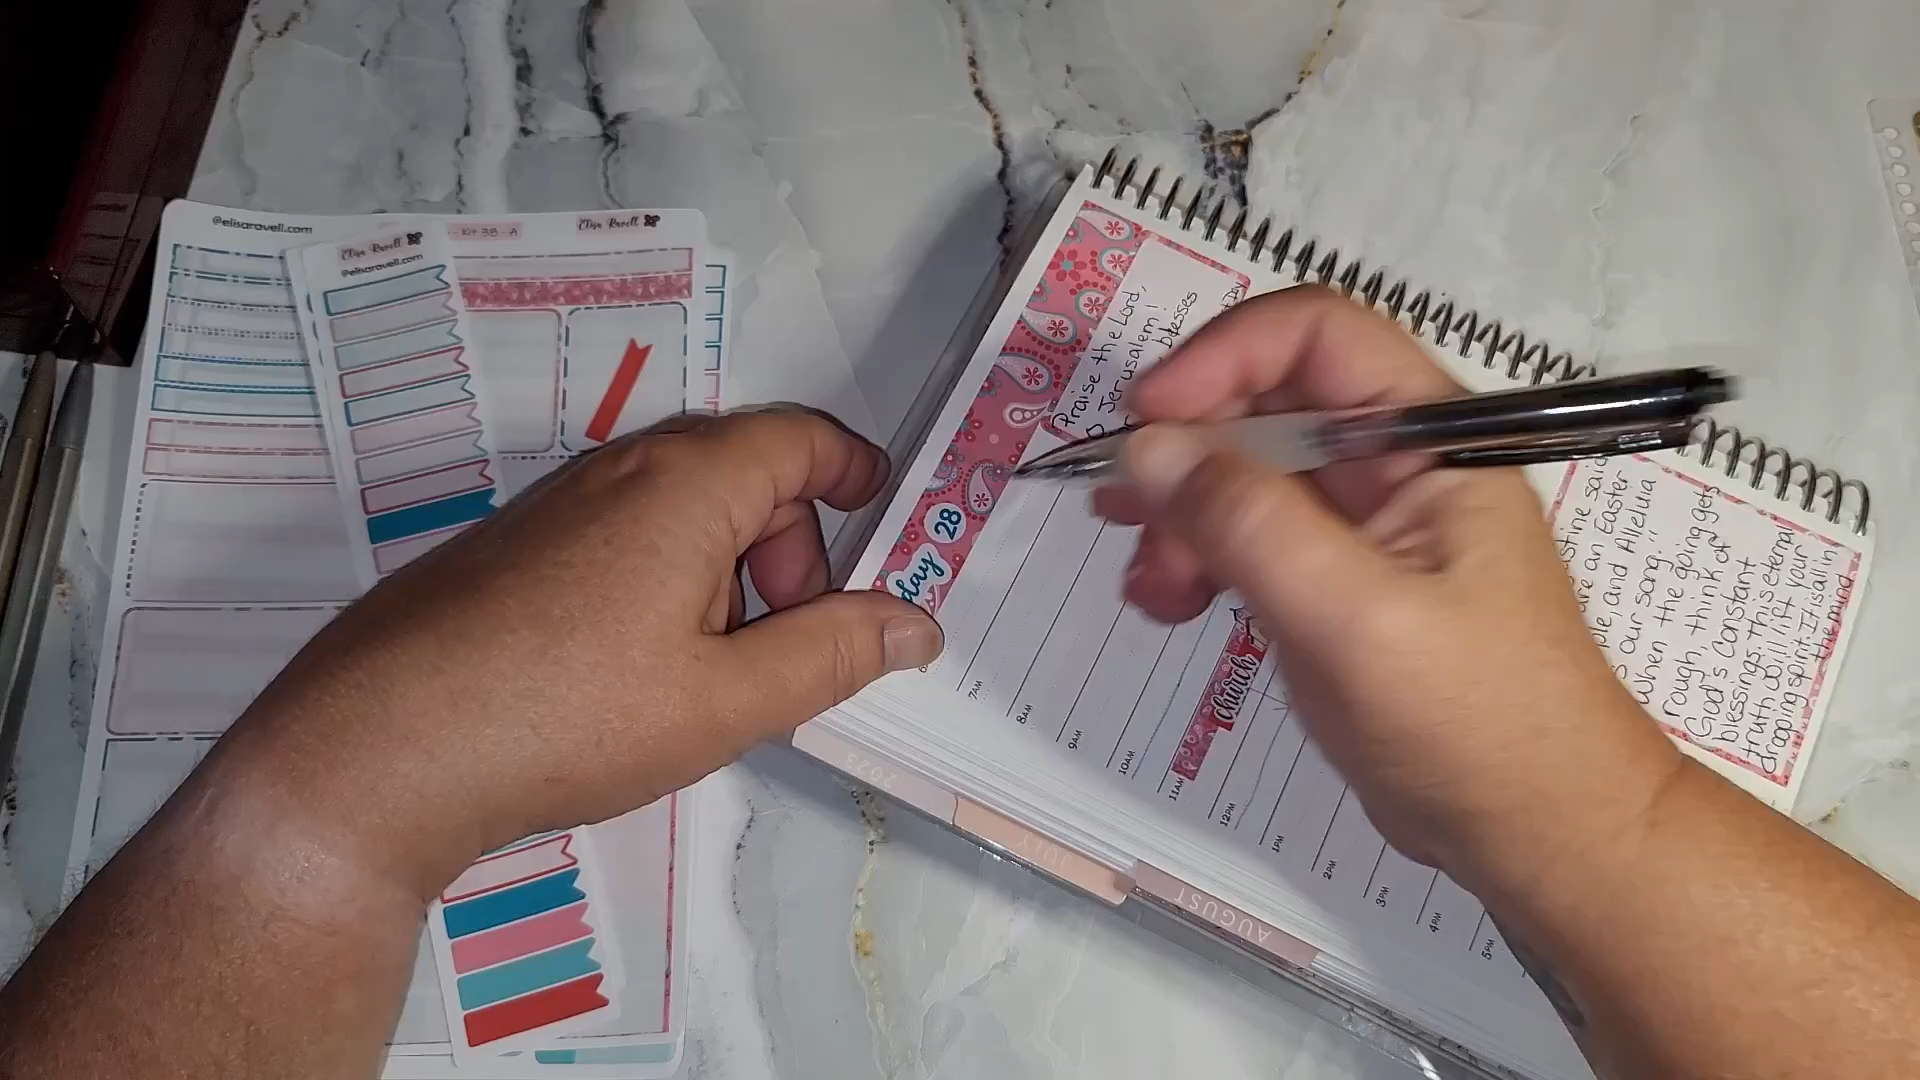 @elisaravell.com
Elisa Ravell
@elisaravell.com
- Kit 38 - A
Elisa Ravell
Praise the Lord,
O Jerusalem!
blesses
day 28
7AM
8AM
9AM
10AM
11AM
church
12PM
1PM
2PM
3PM
4PM
5PM
said
are an Easter
and Allelulia
our song."
When the going gets
rough, think of
God's constant
blessings. this eternal
truth will lift your
drooping spirit. It is all in
the mind.
2023
JULY
AUGUST